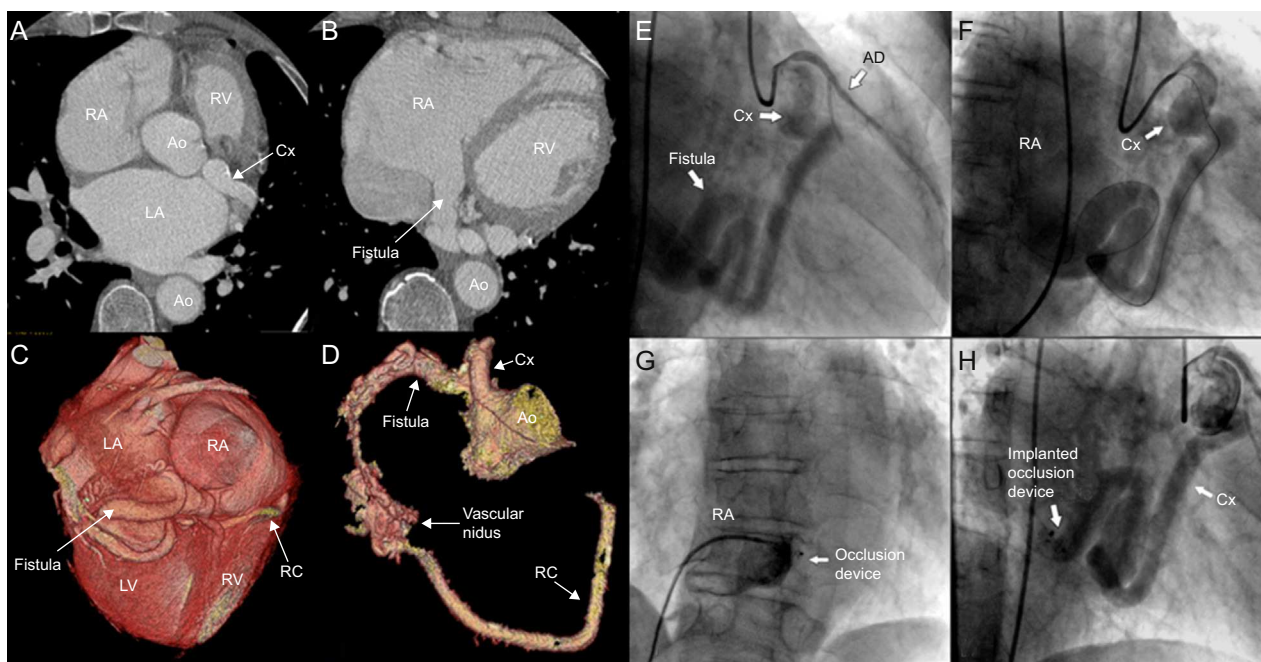 A
RA
RV
Ao
Cx
LA
Ao
B
RA
RV
Fistula
Ao
C
LA
RA
Fistula
LV
RV
RC
D
Cx
Fistula
Ao
Vascular
nidus
RC
E
AD
Cx
Fistula
F
RA
Cx
G
RA
Occlusion
device
H
Implanted
occlusion
device
Cx